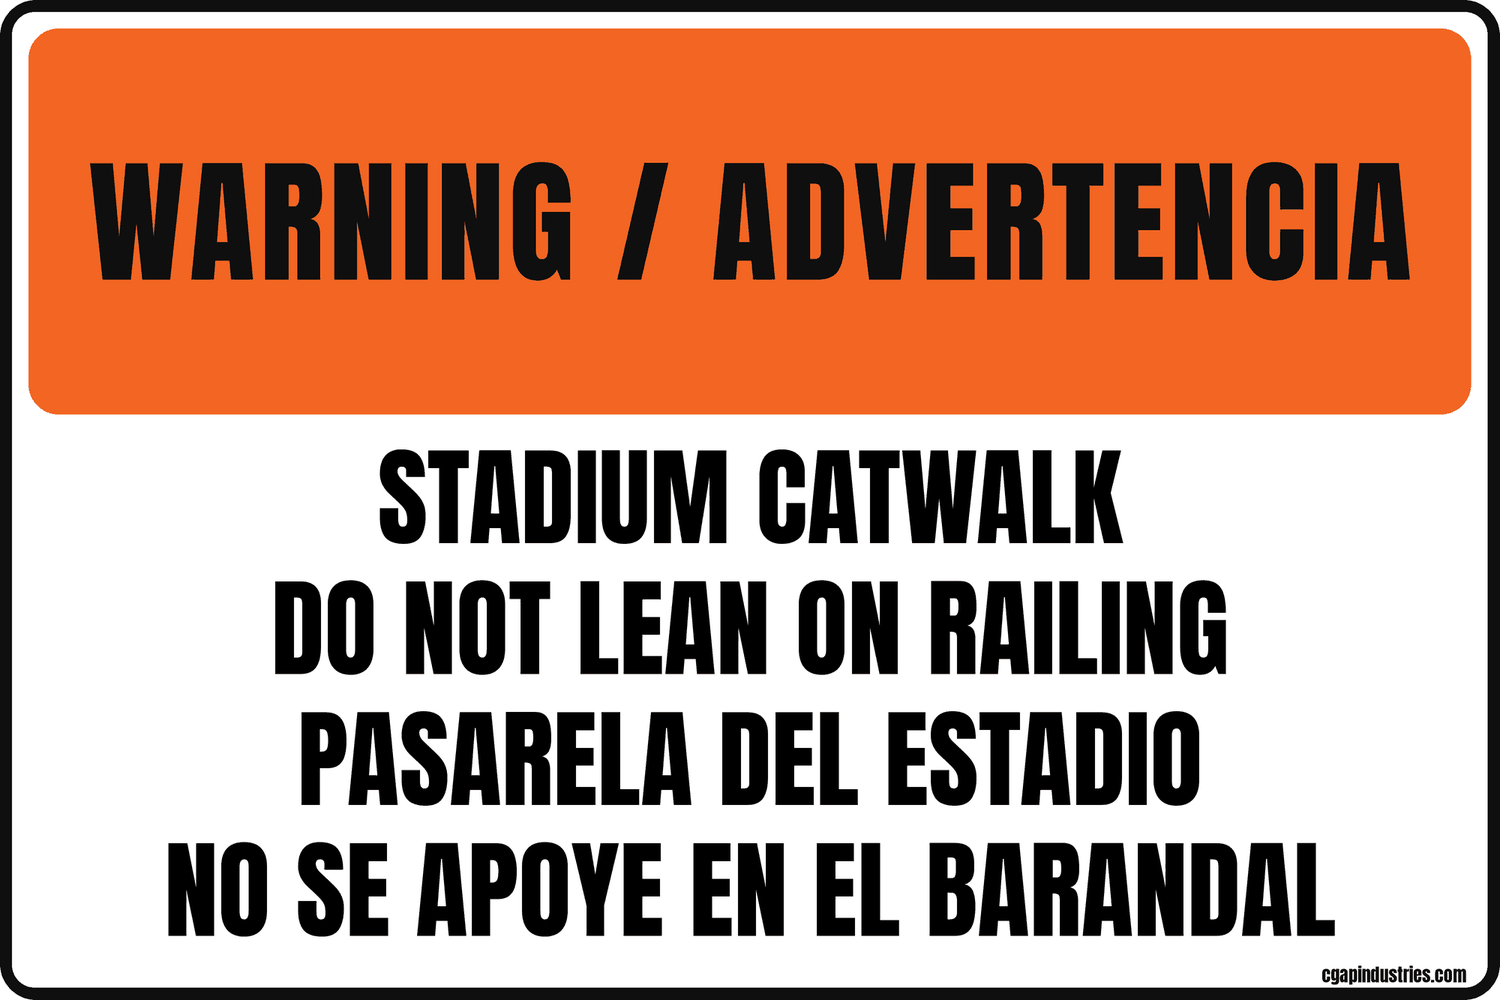 WARNING / ADVERTENCIA
STADIUM CATWALK
DO NOT LEAN ON RAILING
PASARELA DEL ESTADIO
NO SE APOYE EN EL BARANDAL
cgapindustries.com